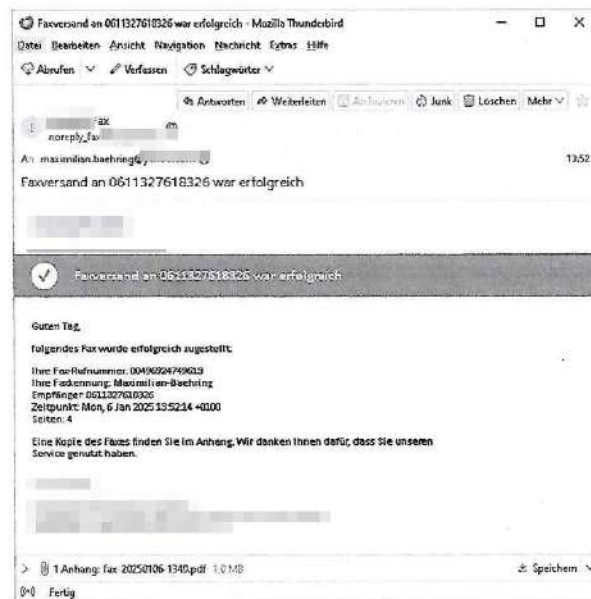 Faxversand an 0611327618326 war erfolgreich - Mozilla Thunderbird
Datei Bearbeiten Ansicht Navigation Nachricht Extras Hilfe
Abrufen Verfassen Schlagwörter
Antworten Weiterleiten Archivieren Junk Löschen Mehr
noreply_fax
An maximilian.baehring@ 13:52
Faxversand an 0611327618326 war erfolgreich
Faxversand an 0611327618326 war erfolgreich
Guten Tag,
folgendes Fax wurde erfolgreich zugestellt.
Ihre Fax-Rufnummer: 00496924749613
Ihre Faxkennung: Maximilian-Baehring
Empfänger 0611327618326
Zeitpunkt: Mon, 6 Jan 2025 13:52:14 +0100
Seiten: 4
Eine Kopie des Faxes finden Sie im Anhang. Wir danken Ihnen dafür, dass Sie unseren
Service genutzt haben.
1 Anhang: fax-20250106-1349.pdf 1.0 MB Speichern
Fertig